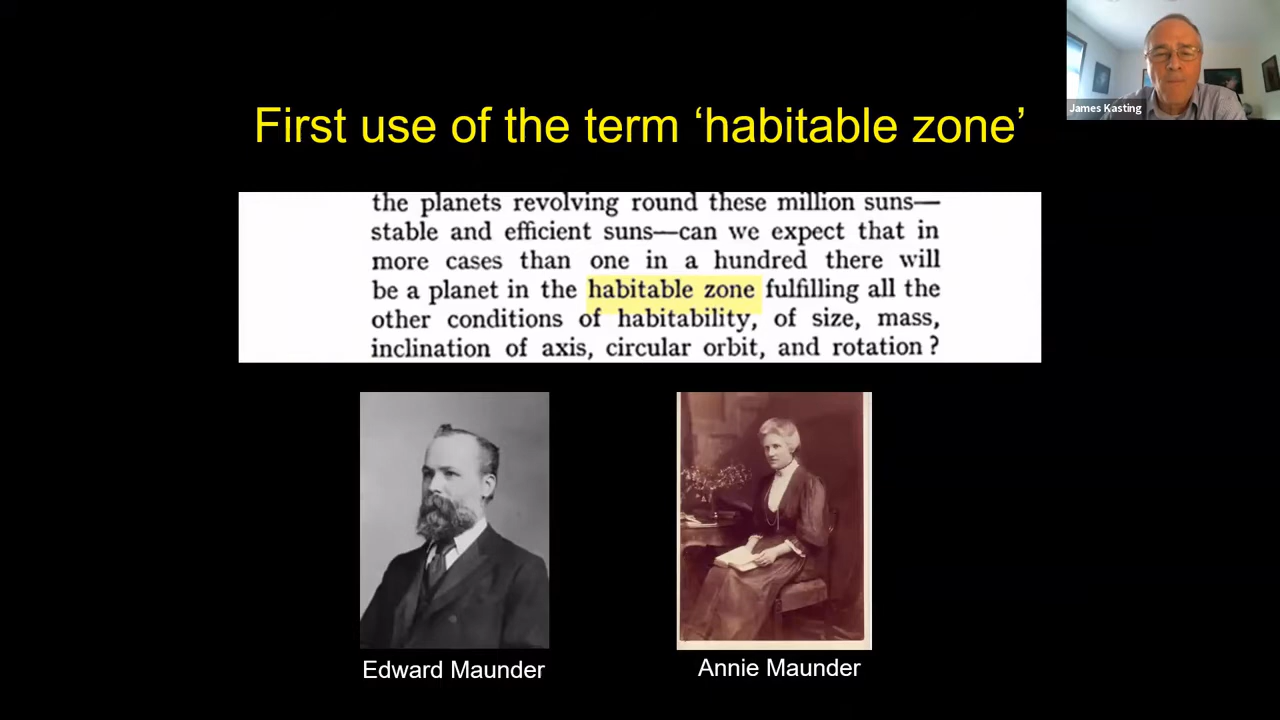 James Kasting
First use of the term ‘habitable zone’
the planets revolving round these million suns—
stable and efficient suns—can we expect that in
more cases than one in a hundred there will
be a planet in the habitable zone fulfilling all the
other conditions of habitability, of size, mass,
inclination of axis, circular orbit, and rotation ?
Edward Maunder
Annie Maunder